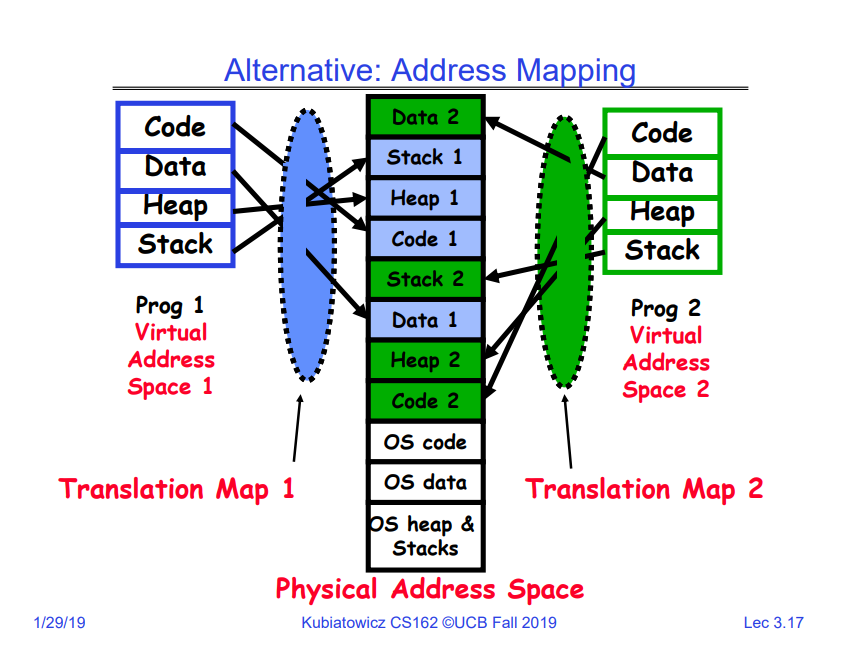 Alternative: Address Mapping
Code
Data
Heap
Stack
Prog 1
Virtual
Address
Space 1
Translation Map 1
Data 2
Stack 1
Heap 1
Code 1
Stack 2
Data 1
Heap 2
Code 2
OS code
OS data
OS heap &
Stacks
Physical Address Space
Code
Data
Heap
Stack
Prog 2
Virtual
Address
Space 2
Translation Map 2
1/29/19
Kubiatowicz CS162 ©UCB Fall 2019
Lec 3.17